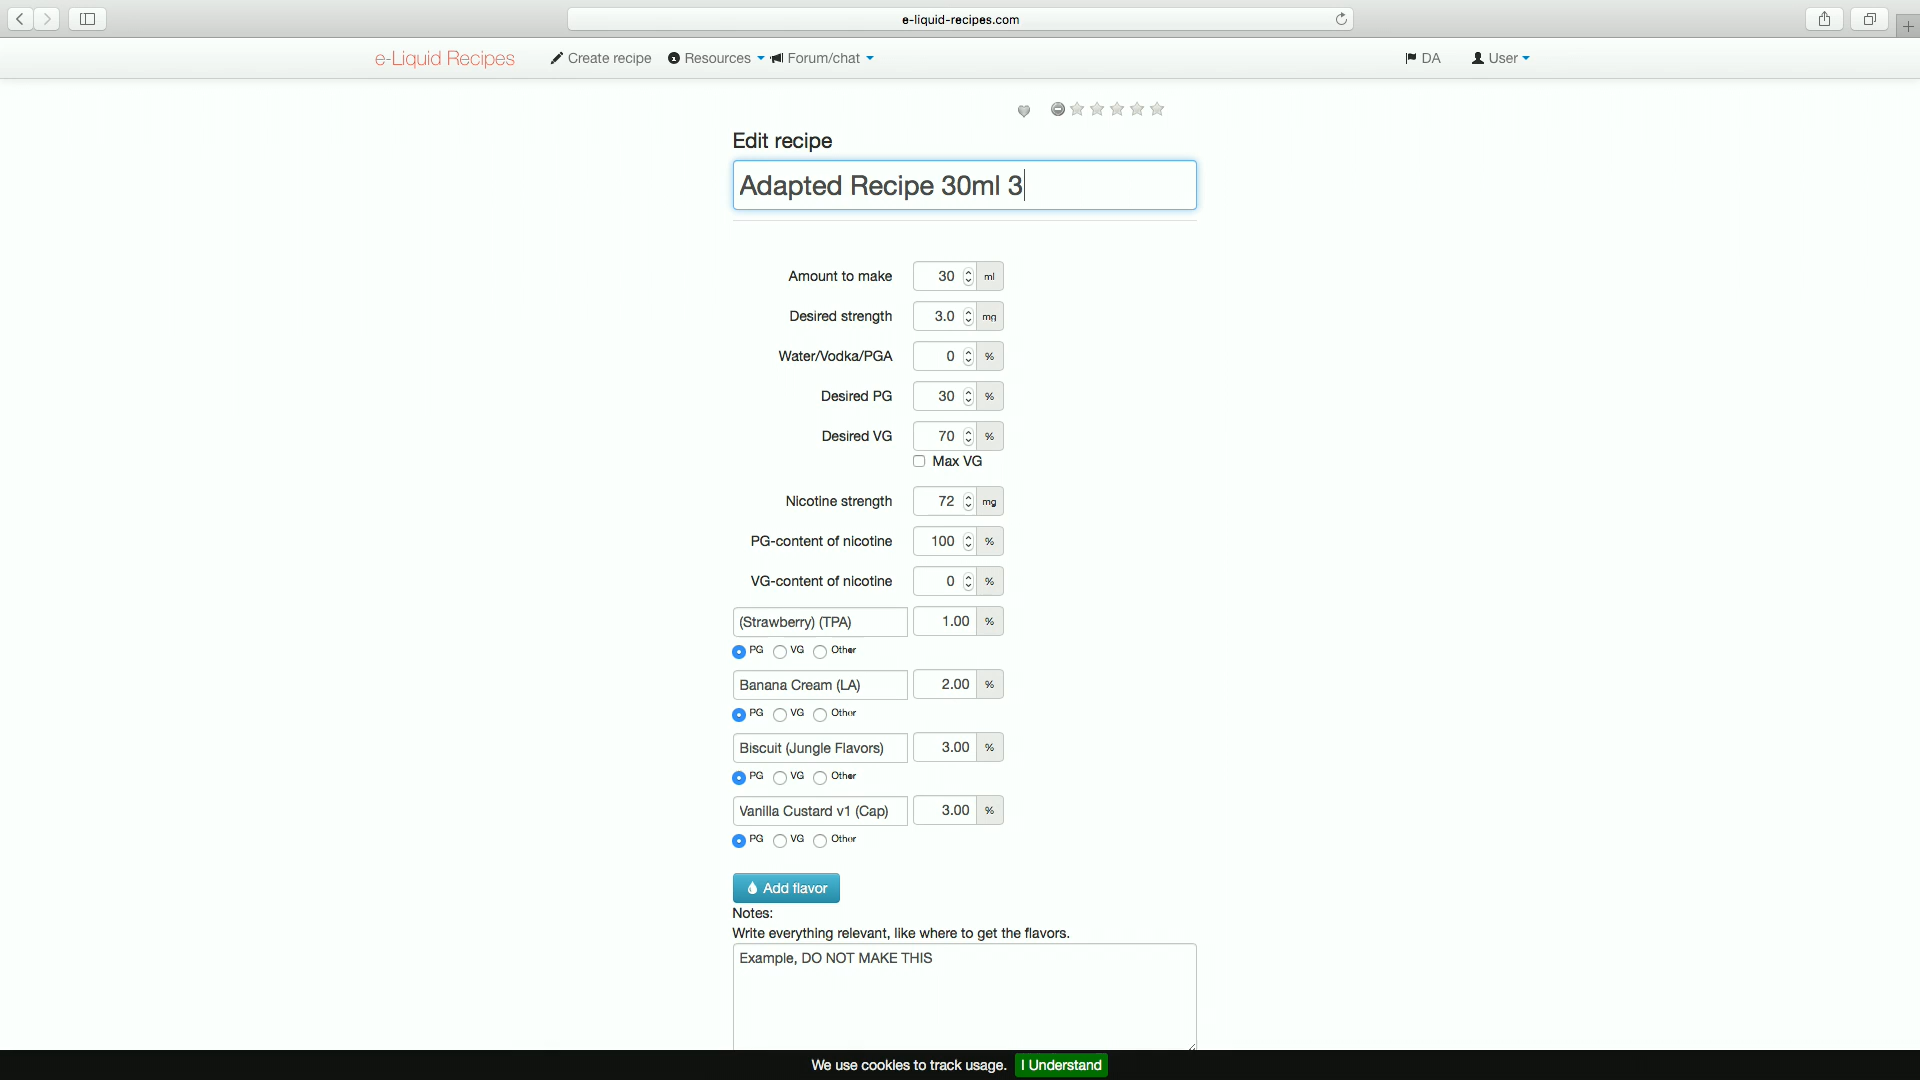 e-liquid-recipes.com
e-Liquid Recipes Create recipe Resources Forum/chat DA User
Edit recipe
Adapted Recipe 30ml 3
Amount to make 30 ml
Desired strength 3.0 mg
Water/Vodka/PGA 0 %
Desired PG 30 %
Desired VG 70 %
Max VG
Nicotine strength 72 mg
PG-content of nicotine 100 %
VG-content of nicotine 0 %
(Strawberry) (TPA) 1.00 %
PG VG Other
Banana Cream (LA) 2.00 %
PG VG Other
Biscuit (Jungle Flavors) 3.00 %
PG VG Other
Vanilla Custard v1 (Cap) 3.00 %
PG VG Other
Add flavor
Notes:
Write everything relevant, like where to get the flavors.
Example, DO NOT MAKE THIS
We use cookies to track usage. I Understand